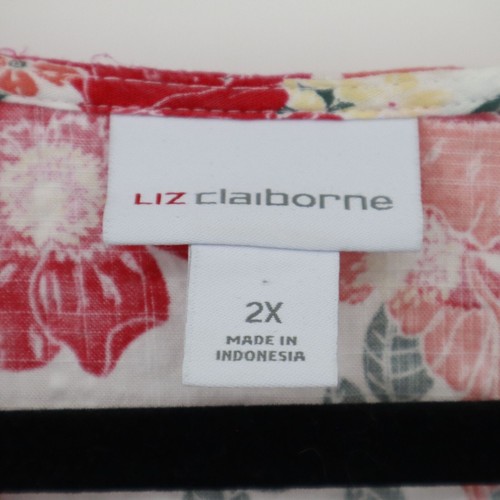 LIZ claiborne
2X
MADE IN
INDONESIA